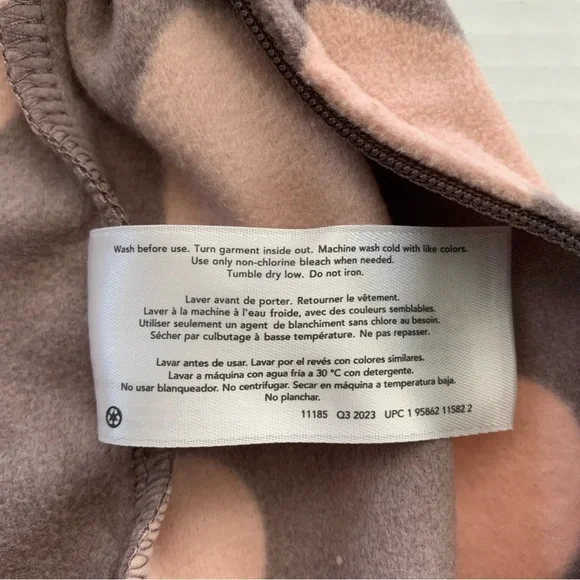 Wash before use. Turn garment inside out. Machine wash cold with like colors.
Use only non-chlorine bleach when needed.
Tumble dry low. Do not iron.
Laver avant de porter. Retourner le vêtement.
Laver à la machine à l'eau froide, avec des couleurs semblables.
Utiliser seulement un agent de blanchiment sans chlore au besoin.
Sécher par culbutage à basse température. Ne pas repasser.
Lavar antes de usar. Lavar por el revés con colores similares.
Lavar a máquina con agua fría a 30 °C con detergente.
No usar blanqueador. No centrifugar. Secar en máquina a temperatura baja.
No planchar.
11185 Q3 2023 UPC 1 95862 11582 2